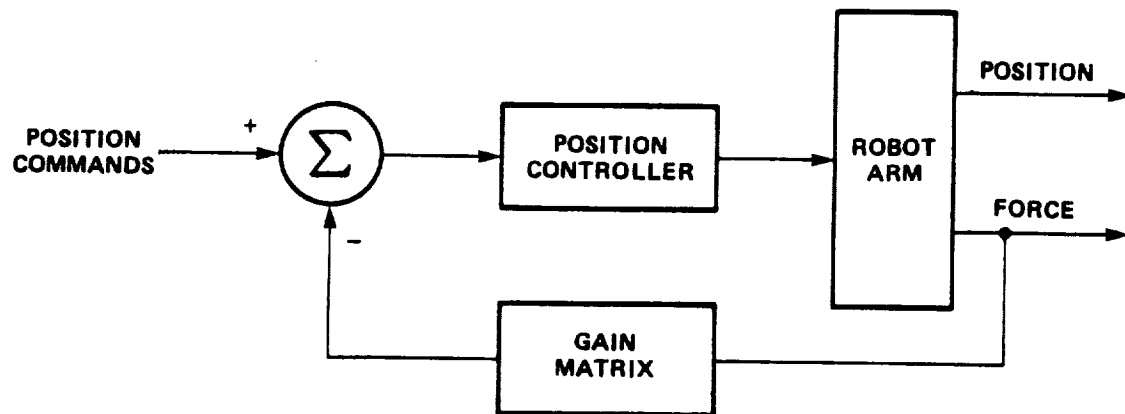 POSITION
COMMANDS
+
Σ
−
POSITION
CONTROLLER
ROBOT
ARM
POSITION
FORCE
GAIN
MATRIX